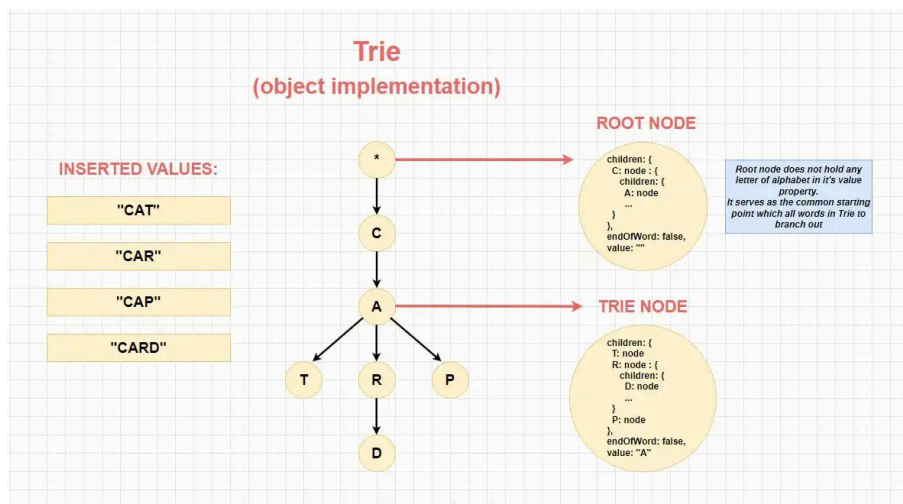 Trie
(object implementation)
INSERTED VALUES:
"CAT"
"CAR"
"CAP"
"CARD"
*
C
A
T
R
P
D
ROOT NODE
children: {
C: node : {
children: {
A: node
...
}
},
endOfWord: false,
value: ""
Root node does not hold any
letter of alphabet in it's value
property.
It serves as the common starting
point which all words in Trie to
branch out
TRIE NODE
children: {
T: node
R: node : {
children: {
D: node
...
}
P: node
},
endOfWord: false,
value: "A"